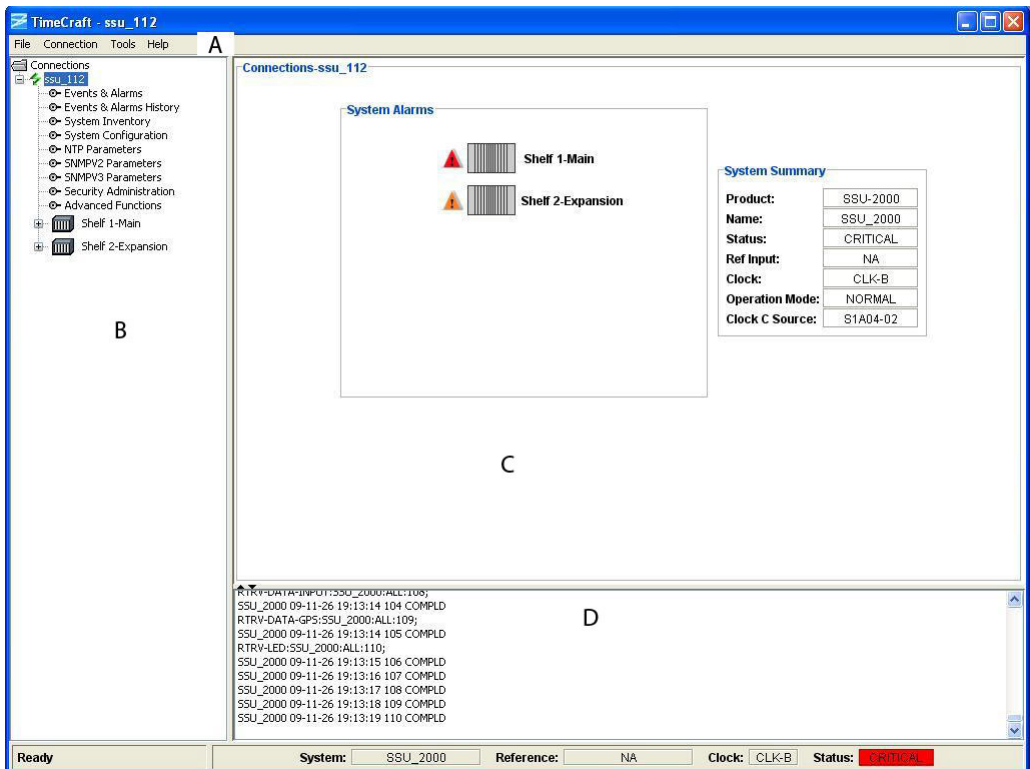 TimeCraft - ssu_112
File Connection Tools Help
A
Connections
ssu_112
Events & Alarms
Events & Alarms History
System Inventory
System Configuration
NTP Parameters
SNMPV2 Parameters
SNMPV3 Parameters
Security Administration
Advanced Functions
Shelf 1-Main
Shelf 2-Expansion
B
Connections-ssu_112
System Alarms
Shelf 1-Main
Shelf 2-Expansion
System Summary
Product: SSU-2000
Name: SSU_2000
Status: CRITICAL
Ref Input: NA
Clock: CLK-B
Operation Mode: NORMAL
Clock C Source: S1A04-02
C
RTRV-DATA-INPUT:SSU_2000:ALL:108;
SSU_2000 09-11-26 19:13:14 104 COMPLD
RTRV-DATA-GPS:SSU_2000:ALL:109;
SSU_2000 09-11-26 19:13:14 105 COMPLD
RTRV-LED:SSU_2000:ALL:110;
SSU_2000 09-11-26 19:13:15 106 COMPLD
SSU_2000 09-11-26 19:13:16 107 COMPLD
SSU_2000 09-11-26 19:13:17 108 COMPLD
SSU_2000 09-11-26 19:13:18 109 COMPLD
SSU_2000 09-11-26 19:13:19 110 COMPLD
D
Ready
System: SSU_2000 Reference: NA Clock: CLK-B Status: CRITICAL